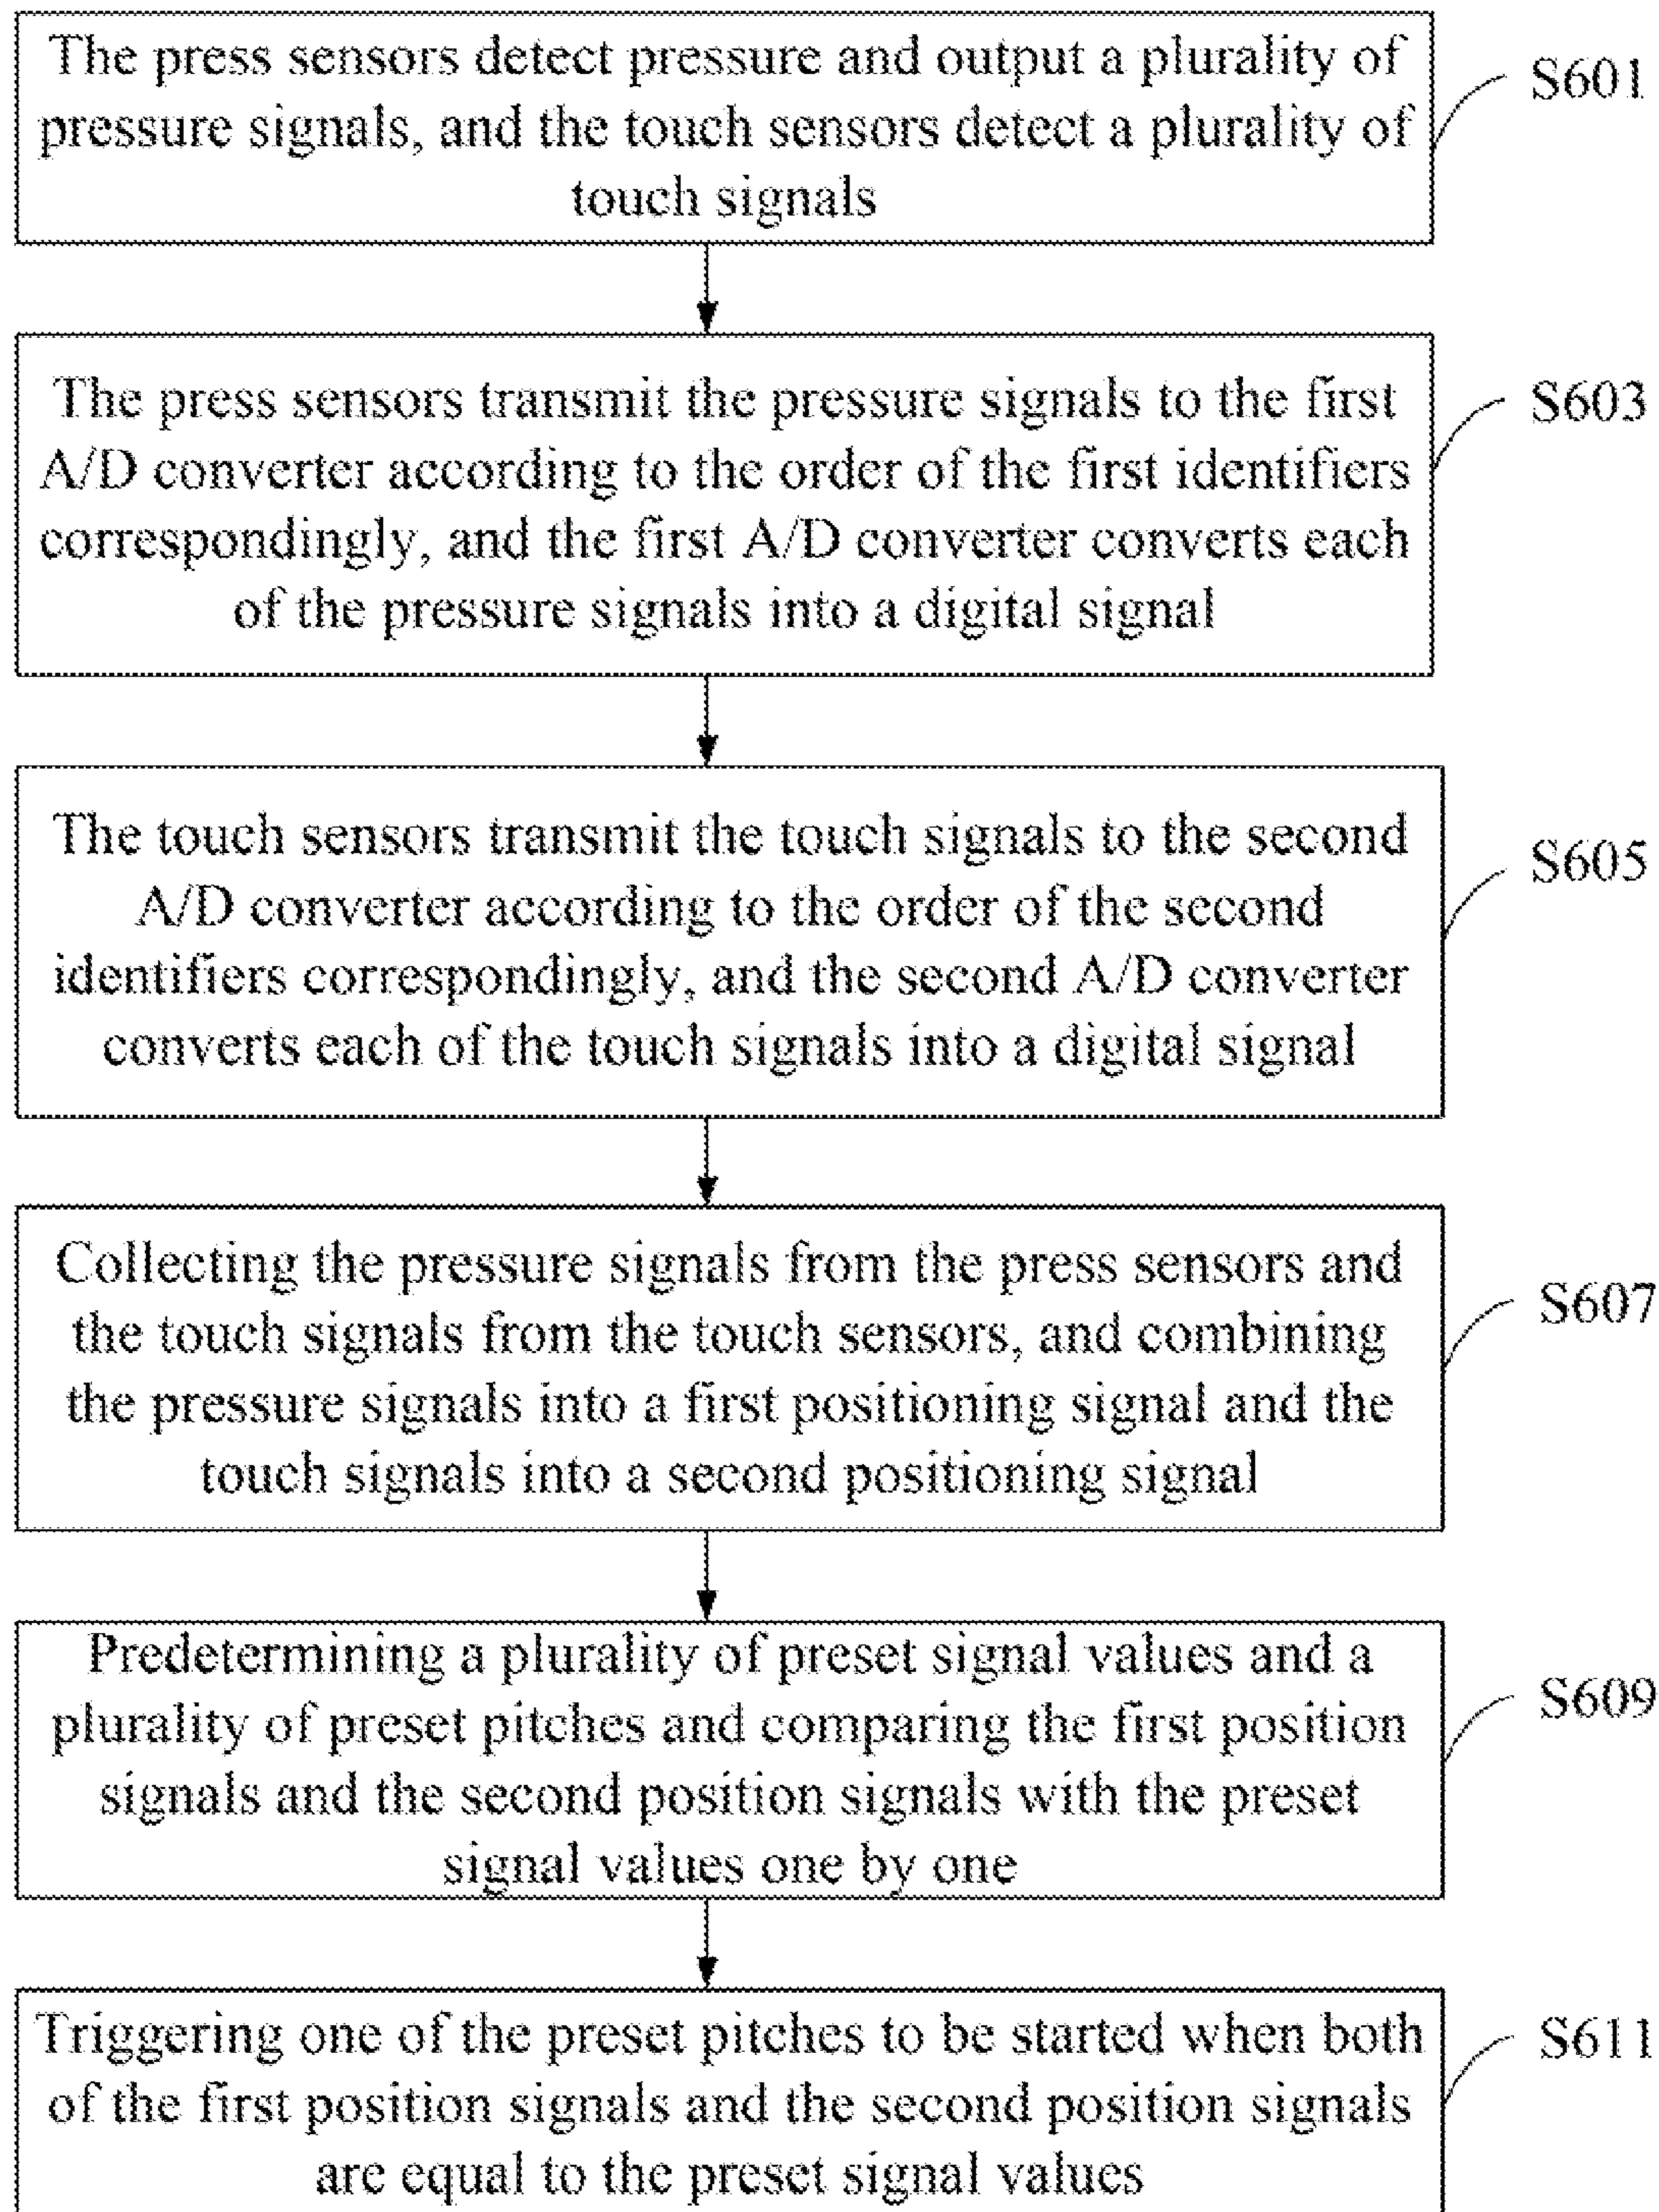 The press sensors detect pressure and output a plurality of
pressure signals, and the touch sensors detect a plurality of
touch signals
S601
The press sensors transmit the pressure signals to the first
A/D converter according to the order of the first identifiers
correspondingly, and the first A/D converter converts each
of the pressure signals into a digital signal
S603
The touch sensors transmit the touch signals to the second
A/D converter according to the order of the second
identifiers correspondingly, and the second A/D converter
converts each of the touch signals into a digital signal
S605
Collecting the pressure signals from the press sensors and
the touch signals from the touch sensors, and combining
the pressure signals into a first positioning signal and the
touch signals into a second positioning signal
S607
Predetermining a plurality of preset signal values and a
plurality of preset pitches and comparing the first position
signals and the second position signals with the preset
signal values one by one
S609
Triggering one of the preset pitches to be started when both
of the first position signals and the second position signals
are equal to the preset signal values
S611